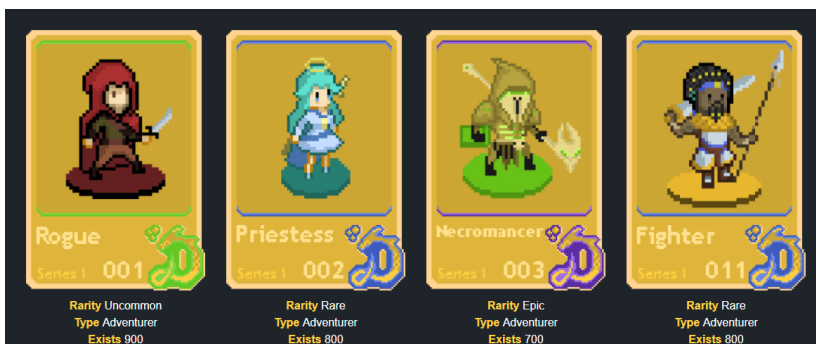 Rogue
Series 1 001
Rarity Uncommon
Type Adventurer
Exists 900
Priestess
Series 1 002
Rarity Rare
Type Adventurer
Exists 800
Necromancer
Series 1 003
Rarity Epic
Type Adventurer
Exists 700
Fighter
Series 1 011
Rarity Rare
Type Adventurer
Exists 800